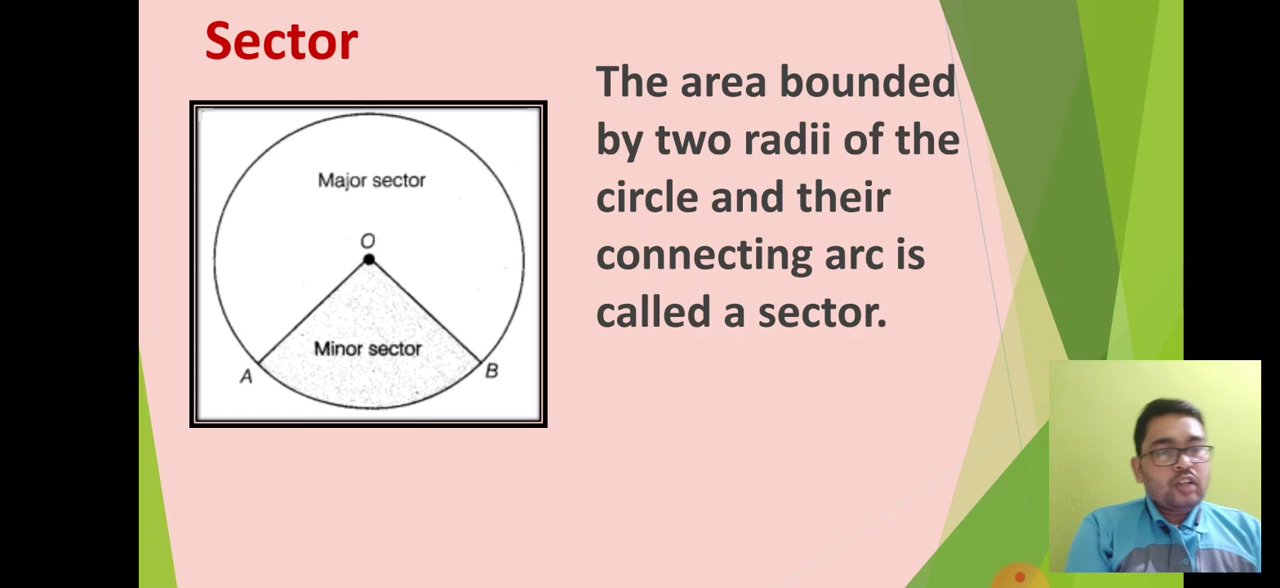 Sector
Major sector
O
Minor sector
A
B
The area bounded
by two radii of the
circle and their
connecting arc is
called a sector.